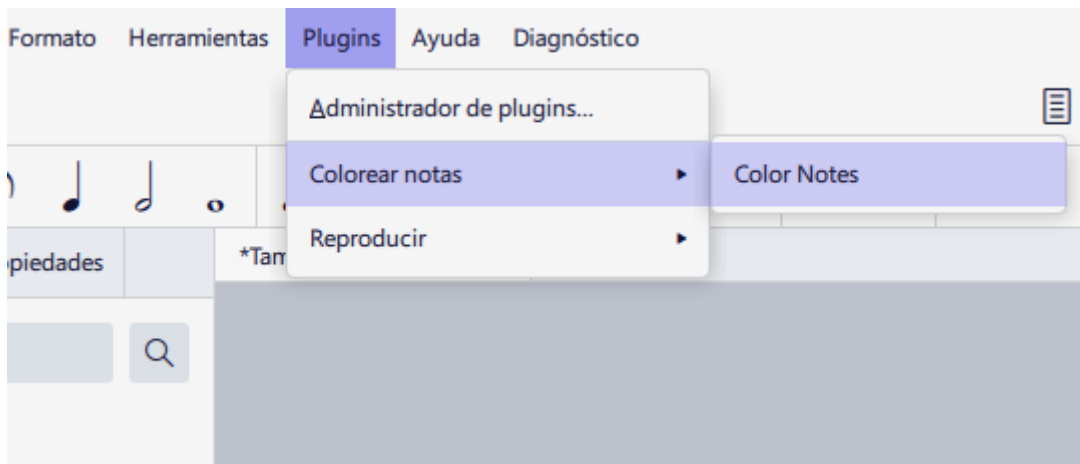 Formato Herramientas Plugins Ayuda Diagnóstico
Administrador de plugins...
Colorear notas
Color Notes
Reproducir
piedades
*Tam